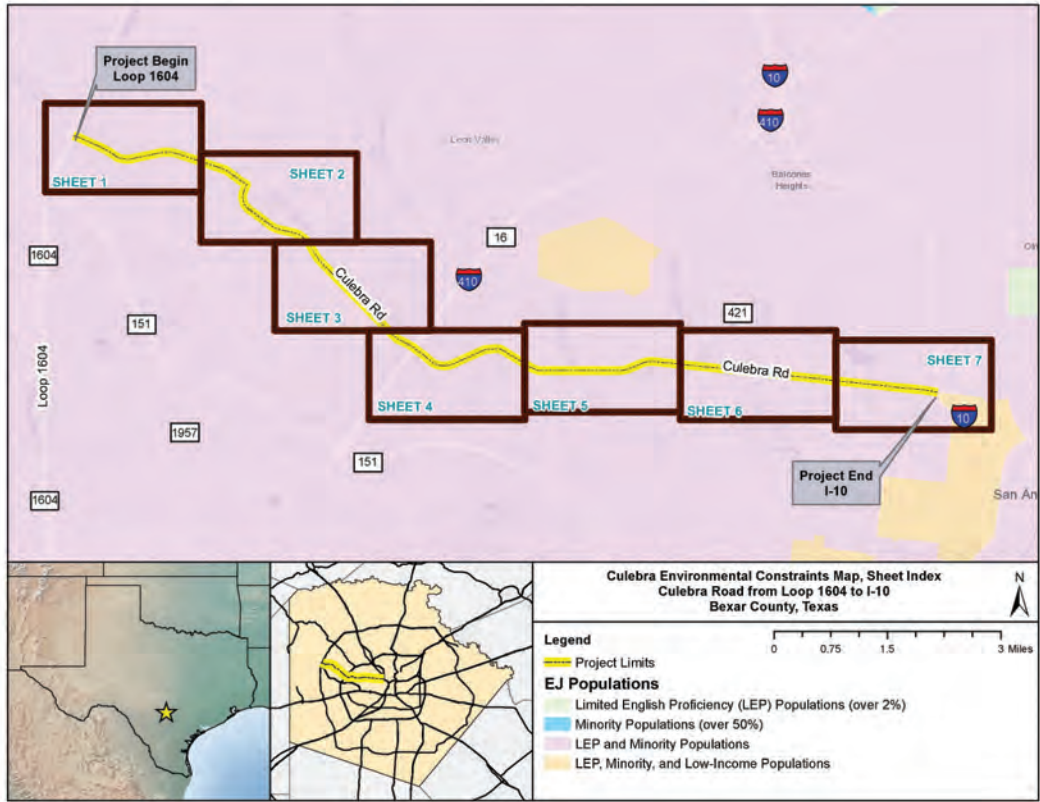 Project Begin
Loop 1604
10
410
Leon Valley
Balcones
Heights
SHEET 1
SHEET 2
16
1604
410
Culebra Rd
151
SHEET 3
421
Loop 1604
Culebra Rd
SHEET 7
SHEET 4
SHEET 5
SHEET 6
10
1957
151
Project End
I-10
1604
San An
Culebra Environmental Constraints Map, Sheet Index
Culebra Road from Loop 1604 to I-10
Bexar County, Texas
N
Legend
0 0.75 1.5 3 Miles
Project Limits
EJ Populations
Limited English Proficiency (LEP) Populations (over 2%)
Minority Populations (over 50%)
LEP and Minority Populations
LEP, Minority, and Low-Income Populations